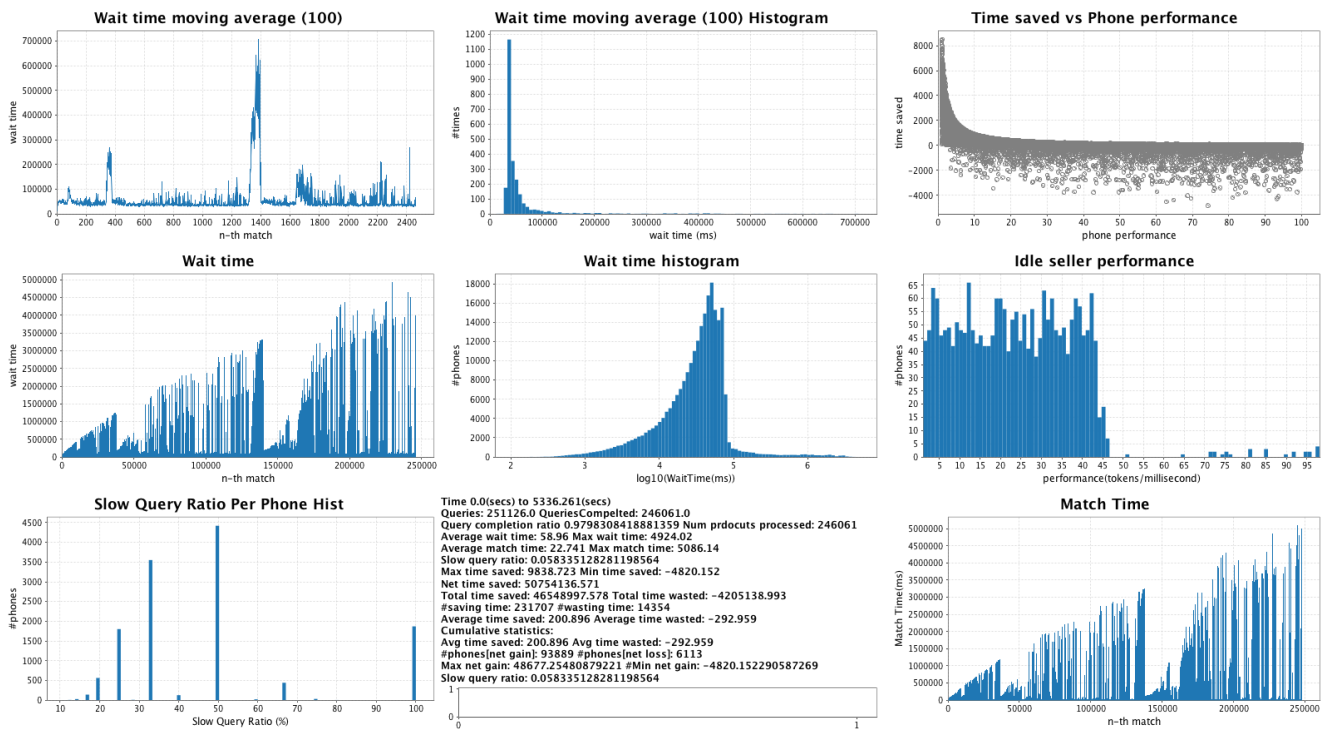 Wait time moving average (100)
700000
600000
500000
400000
300000
200000
100000
0
wait time
0 200 400 600 800 1000 1200 1400 1600 1800 2000 2200 2400
n-th match
Wait time moving average (100) Histogram
1200
1100
1000
900
800
700
600
500
400
300
200
100
0
#times
0 100000 200000 300000 400000 500000 600000 700000
wait time (ms)
Time saved vs Phone performance
8000
6000
4000
2000
0
-2000
-4000
time saved
0 10 20 30 40 50 60 70 80 90 100
phone performance
Wait time
5000000
4500000
4000000
3500000
3000000
2500000
2000000
1500000
1000000
500000
0
wait time
0 50000 100000 150000 200000 250000
n-th match
Wait time histogram
18000
16000
14000
12000
10000
8000
6000
4000
2000
0
#phones
2 3 4 5 6
log10(WaitTime(ms))
Idle seller performance
65
60
55
50
45
40
35
30
25
20
15
10
5
0
#phones
5 10 15 20 25 30 35 40 45 50 55 60 65 70 75 80 85 90 95
performance(tokens/millisecond)
Slow Query Ratio Per Phone Hist
4500
4000
3500
3000
2500
2000
1500
1000
500
0
#phones
10 20 30 40 50 60 70 80 90 100
Slow Query Ratio (%)
Time 0.0(secs) to 5336.261(secs)
Queries: 251126.0 QueriesCompelted: 246061.0
Query completion ratio 0.9798308418881359 Num prdocuts processed: 246061
Average wait time: 58.96 Max wait time: 4924.02
Average match time: 22.741 Max match time: 5086.14
Slow query ratio: 0.058335128281198564
Max time saved: 9838.723 Min time saved: -4820.152
Net time saved: 50754136.571
Total time saved: 46548997.578 Total time wasted: -4205138.993
#saving time: 231707 #wasting time: 14354
Average time saved: 200.896 Average time wasted: -292.959
Cumulative statistics:
Avg time saved: 200.896 Avg time wasted: -292.959
#phones[net gain]: 93889 #phones[net loss]: 6113
Max net gain: 48677.25480879221 #Min net gain: -4820.152290587269
Slow query ratio: 0.058335128281198564
1
0
1
Match Time
5000000
4500000
4000000
3500000
3000000
2500000
2000000
1500000
1000000
500000
0
Match Time(ms)
0 50000 100000 150000 200000 250000
n-th match